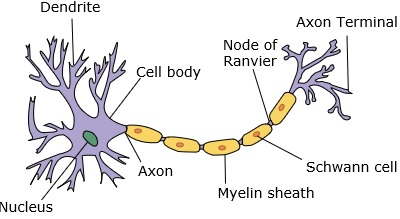 Dendrite
Axon Terminal
Node of
Ranvier
Cell body
Axon
Schwann cell
Myelin sheath
Nucleus